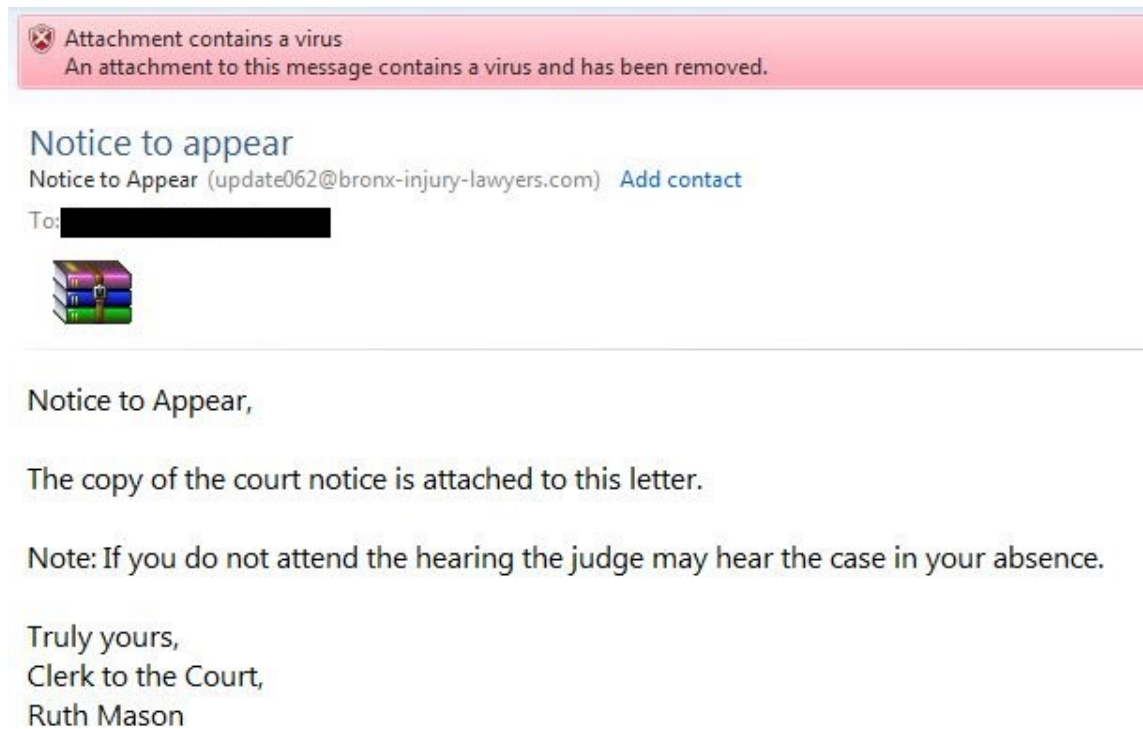 Attachment contains a virus
An attachment to this message contains a virus and has been removed.
Notice to appear
Notice to Appear (update062@bronx-injury-lawyers.com) Add contact
To:
Notice to Appear,
The copy of the court notice is attached to this letter.
Note: If you do not attend the hearing the judge may hear the case in your absence.
Truly yours,
Clerk to the Court,
Ruth Mason